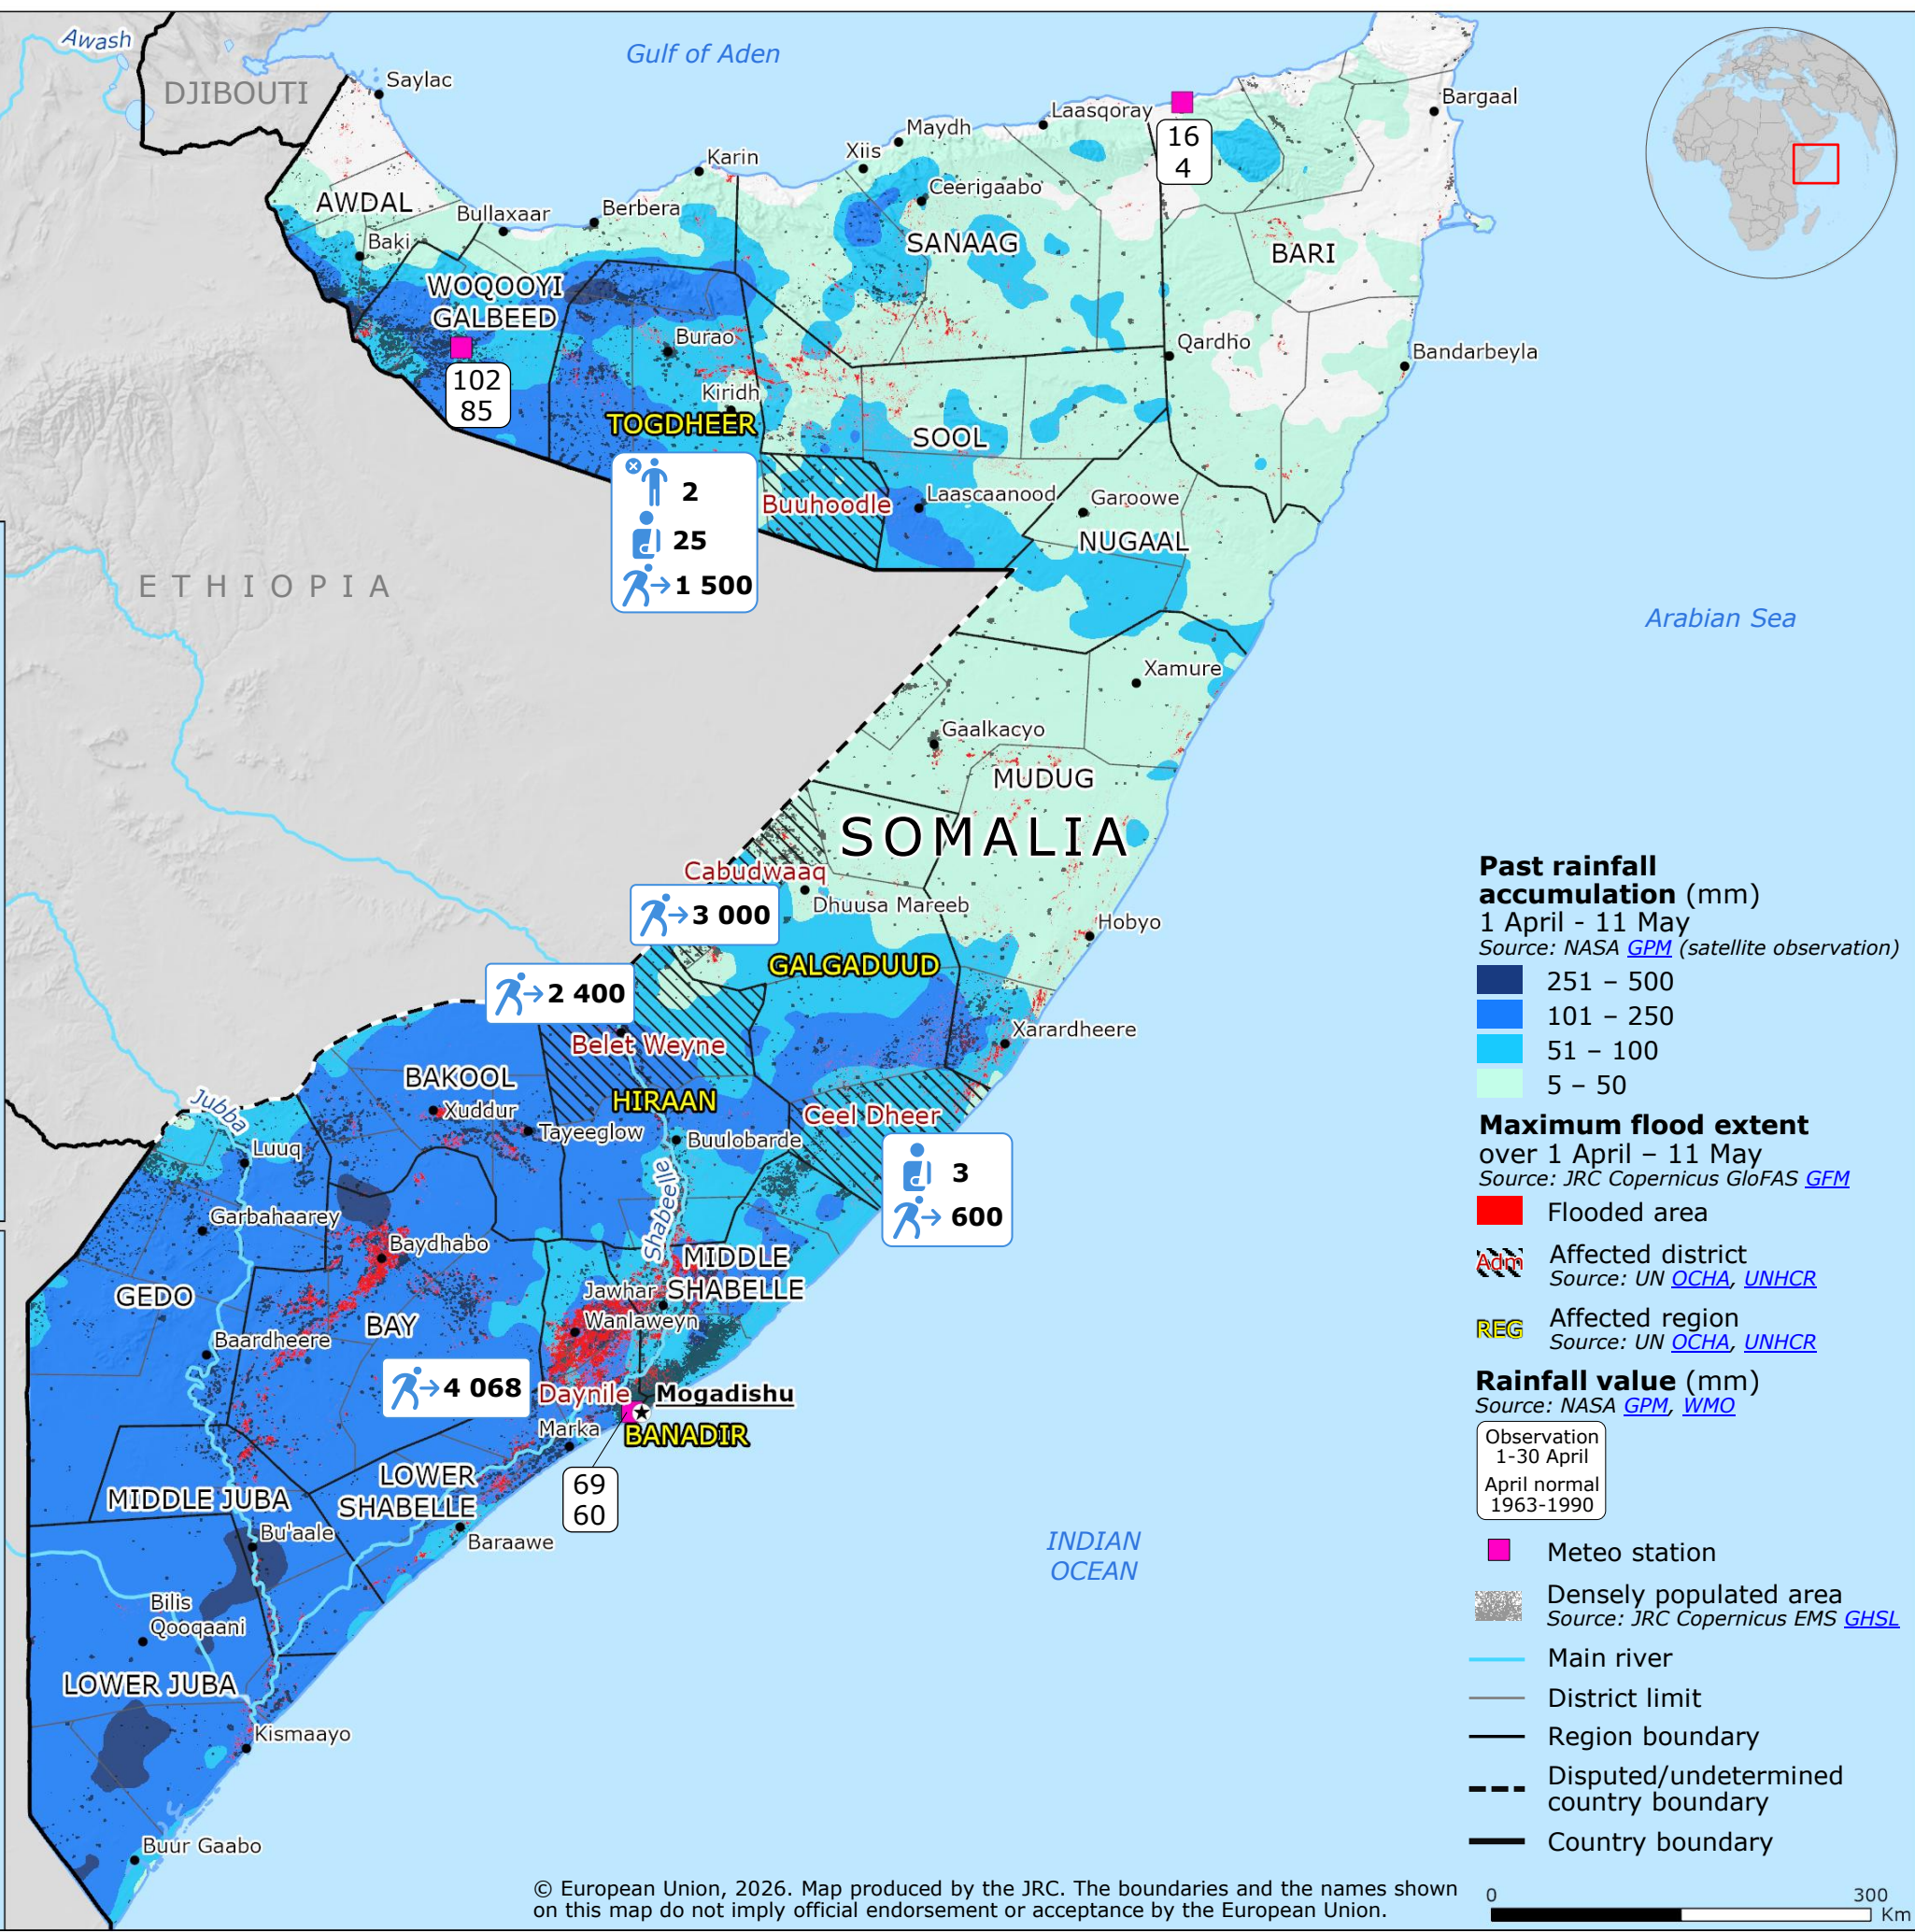 Awash
Gulf of Aden
DJIBOUTI
Saylac
Bargaal
Laasqoray
Maydh
16
4
Xiis
Karin
Ceerigaabo
AWDAL
Bullaxaar
Berbera
Baki
SANAAG
BARI
WOQOOYI
GALBEED
Burao
Qardho
Bandarbeyla
102
85
Kiridh
TOGDHEER
SOOL
2
25
1 500
Buuhoodle
Laascaanood
Garoowe
NUGAAL
ETHIOPIA
Arabian Sea
Xamure
Gaalkacyo
MUDUG
SOMALIA
Cabudwaaq
Dhuusa Mareeb
3 000
Hobyo
GALGADUUD
2 400
Xarardheere
Belet Weyne
BAKOOL
HIRAAN
Jubba
Xuddur
Ceel Dheer
Tayeeglow
Buulobarde
Luuq
3
600
Shabeelle
Garbahaarey
Baydhabo
MIDDLE
SHABELLE
GEDO
Jawhar
Wanlaweyn
BAY
Baardheere
4 068
Daynile
Mogadishu
Marka
BANADIR
LOWER
SHABELLE
69
60
MIDDLE JUBA
Bu'aale
Baraawe
INDIAN
OCEAN
Bilis
Qooqaani
LOWER JUBA
Kismaayo
Buur Gaabo
Past rainfall
accumulation (mm)
1 April - 11 May
Source: NASA GPM (satellite observation)
251 – 500
101 – 250
51 – 100
5 – 50
Maximum flood extent
over 1 April – 11 May
Source: JRC Copernicus GloFAS GFM
Flooded area
Adm
Affected district
Source: UN OCHA, UNHCR
REG
Affected region
Source: UN OCHA, UNHCR
Rainfall value (mm)
Source: NASA GPM, WMO
Observation
1-30 April
April normal
1963-1990
Meteo station
Densely populated area
Source: JRC Copernicus EMS GHSL
Main river
District limit
Region boundary
Disputed/undetermined
country boundary
Country boundary
© European Union, 2026. Map produced by the JRC. The boundaries and the names shown
on this map do not imply official endorsement or acceptance by the European Union.
0 300
Km